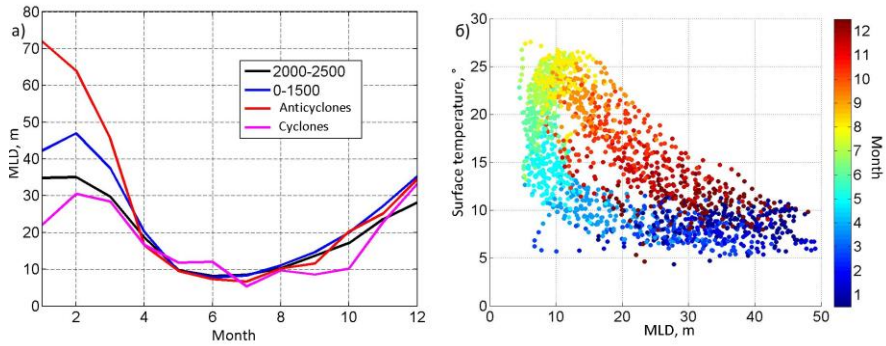 а)
80
70
60
50
40
30
20
10
0
MLD, m
2000-2500
0-1500
Anticyclones
Cyclones
2 4 6 8 10 12
Month
б)
30
25
20
15
10
5
0
Surface temperature, °
0 10 20 30 40 50
MLD, m
12
11
10
9
8
7
6
5
4
3
2
1
Month